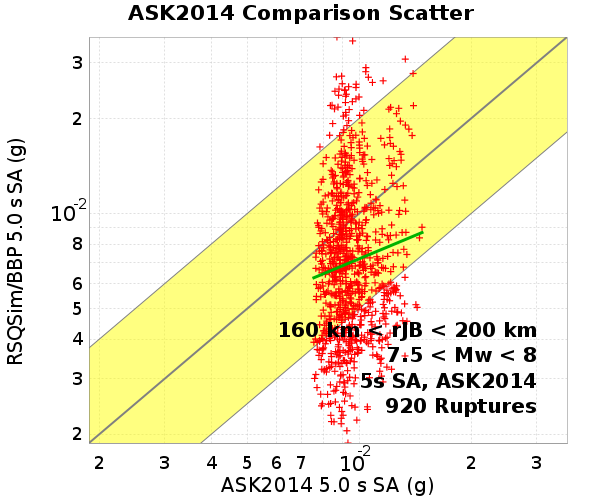 ASK2014 Comparison Scatter
RSQSim/BBP 5.0 s SA (g)
3
2
10-2
8
6
5
4
3
2
160 km < rJB < 200 km
7.5 < Mw < 8
5s SA, ASK2014
920 Ruptures
2 3 4 5 6 7 10-2 2 3
ASK2014 5.0 s SA (g)